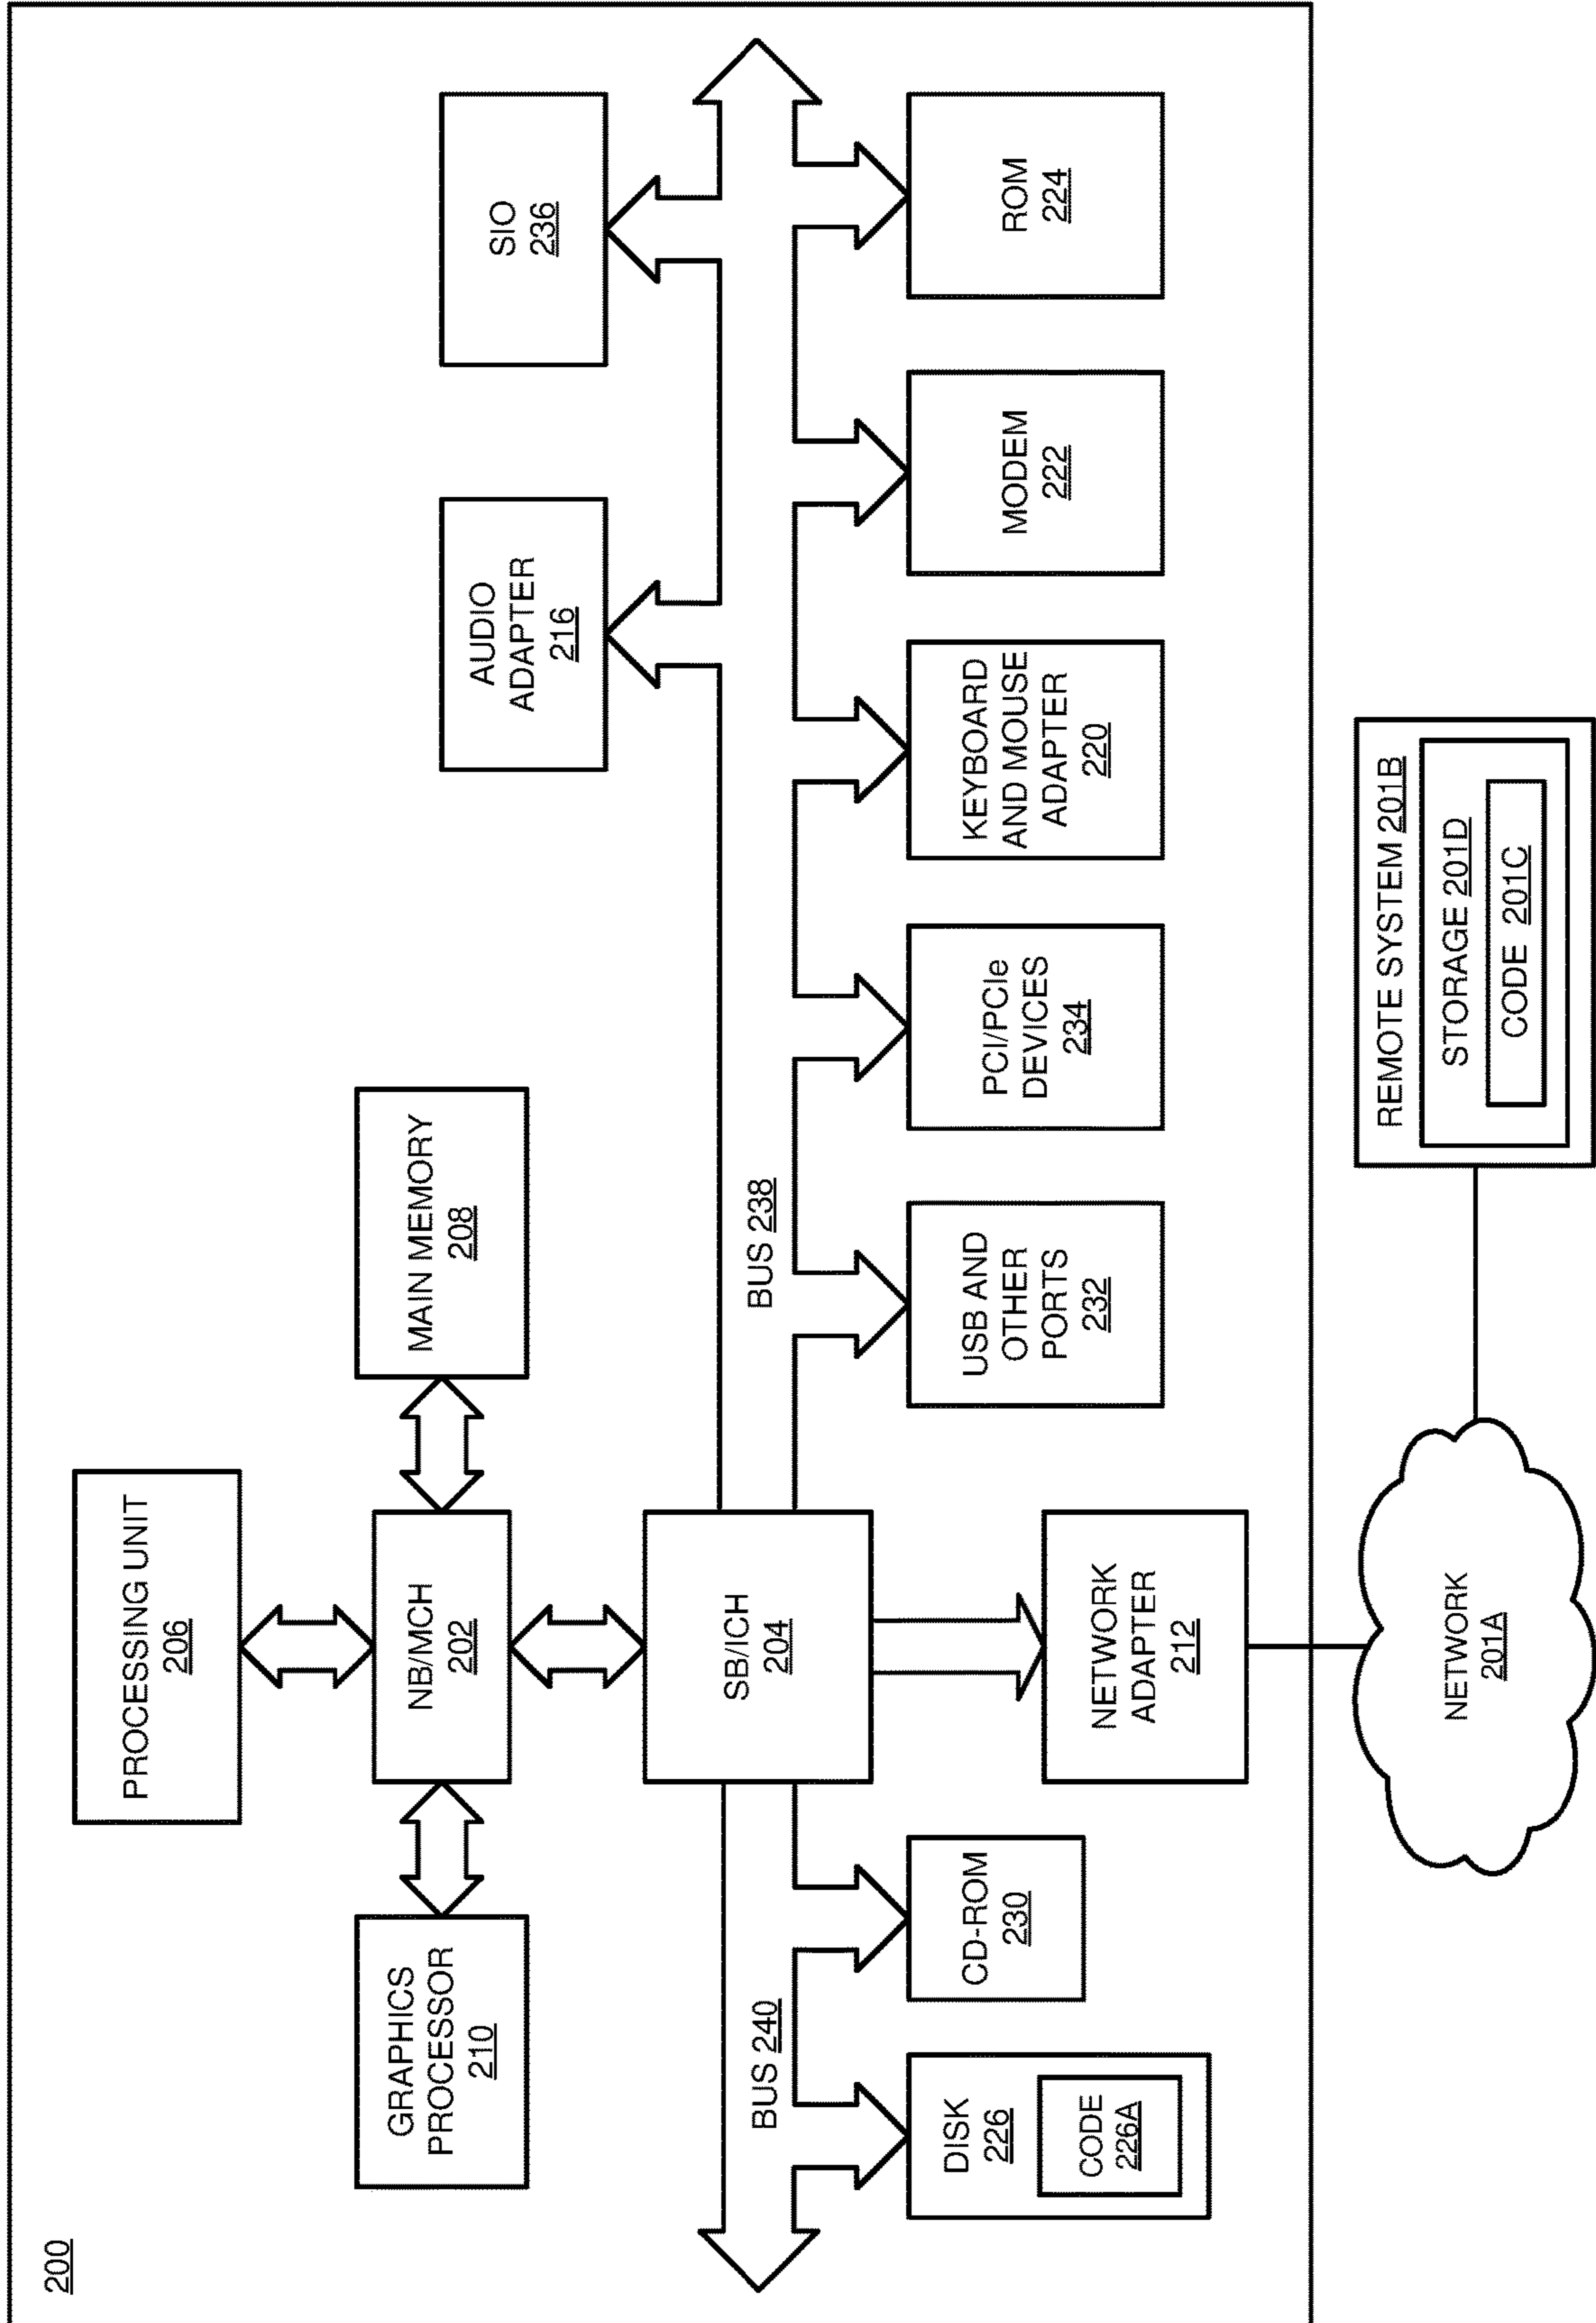 200
PROCESSING UNIT
206
GRAPHICS
PROCESSOR
210
NB/MCH
202
MAIN MEMORY
208
AUDIO
ADAPTER
216
SIO
236
SB/ICH
204
BUS 240
BUS 238
DISK
226
CODE
226A
CD-ROM
230
NETWORK
ADAPTER
212
USB AND
OTHER
PORTS
232
PCI/PCIe
DEVICES
234
KEYBOARD
AND MOUSE
ADAPTER
220
MODEM
222
ROM
224
NETWORK
201A
REMOTE SYSTEM 201B
STORAGE 201D
CODE 201C